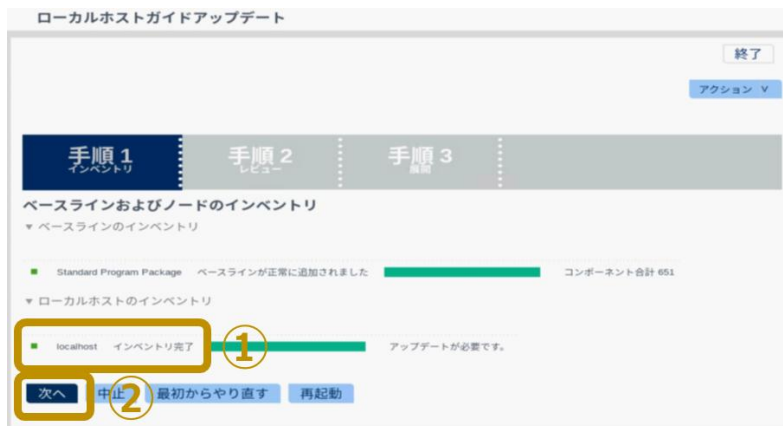 ローカルホストガイドアップデート
終了
アクション ∨
手順 1 手順 2 手順 3
インベントリ レビュー 展開
ベースラインおよびノードのインベントリ
▼ ベースラインのインベントリ
Standard Program Package ベースラインが正常に追加されました コンポーネント合計 651
▼ ローカルホストのインベントリ
localhost インベントリ完了 ① アップデートが必要です。
次へ ② 中止 最初からやり直す 再起動